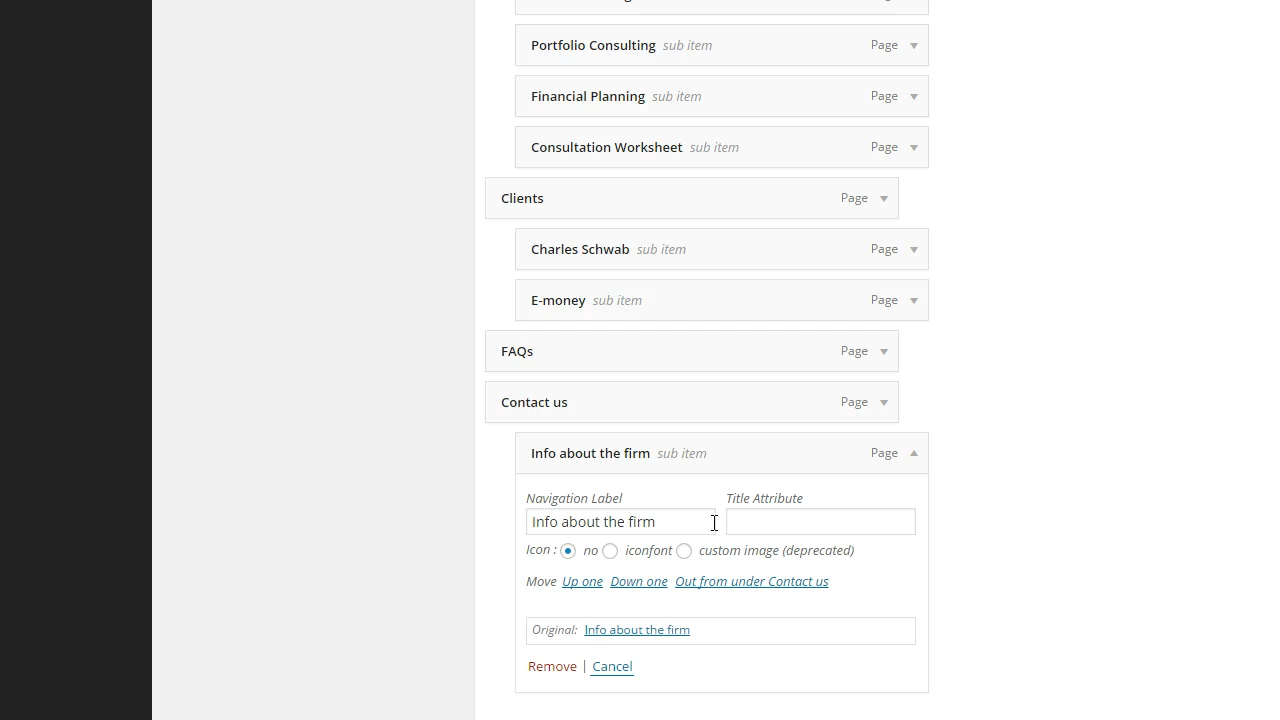 Portfolio Consulting sub item Page
Financial Planning sub item Page
Consultation Worksheet sub item Page
Clients Page
Charles Schwab sub item Page
E-money sub item Page
FAQs Page
Contact us Page
Info about the firm sub item Page
Navigation Label Title Attribute
Info about the firm
Icon : no iconfont custom image (deprecated)
Move Up one Down one Out from under Contact us
Original: Info about the firm
Remove | Cancel